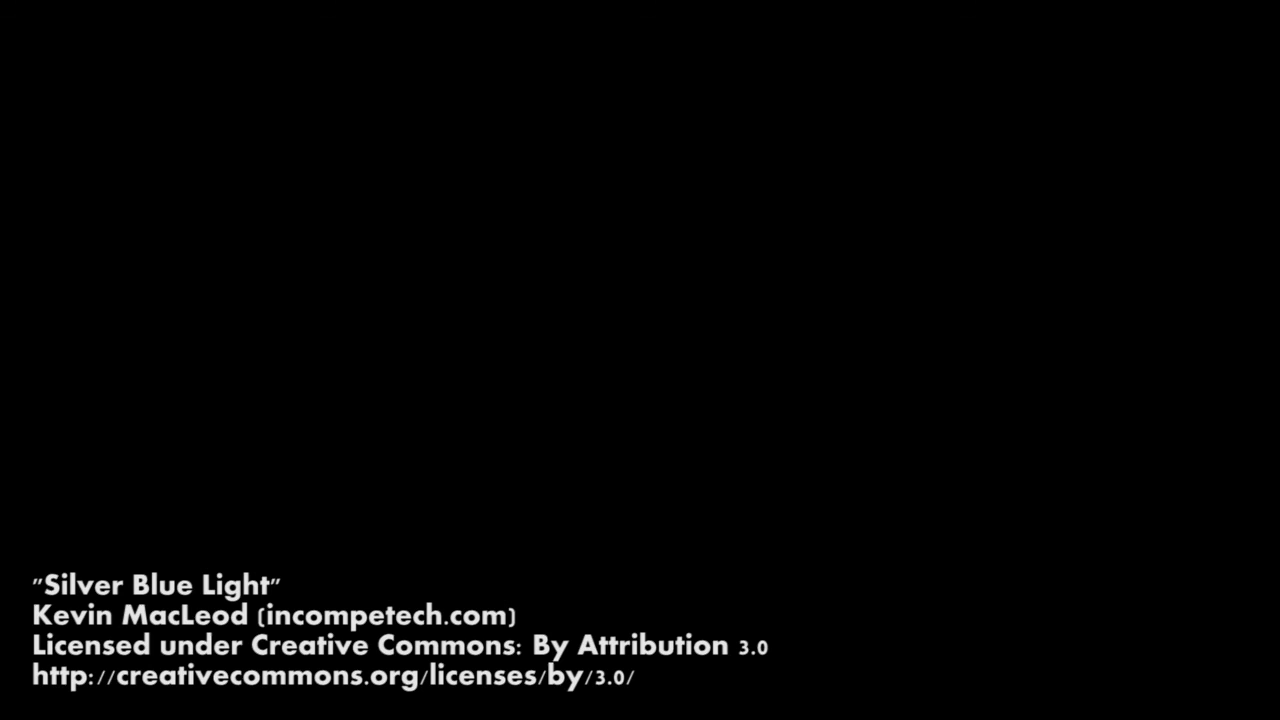 "Silver Blue Light"
Kevin MacLeod (incompetech.com)
Licensed under Creative Commons: By Attribution 3.0
http://creativecommons.org/licenses/by/3.0/